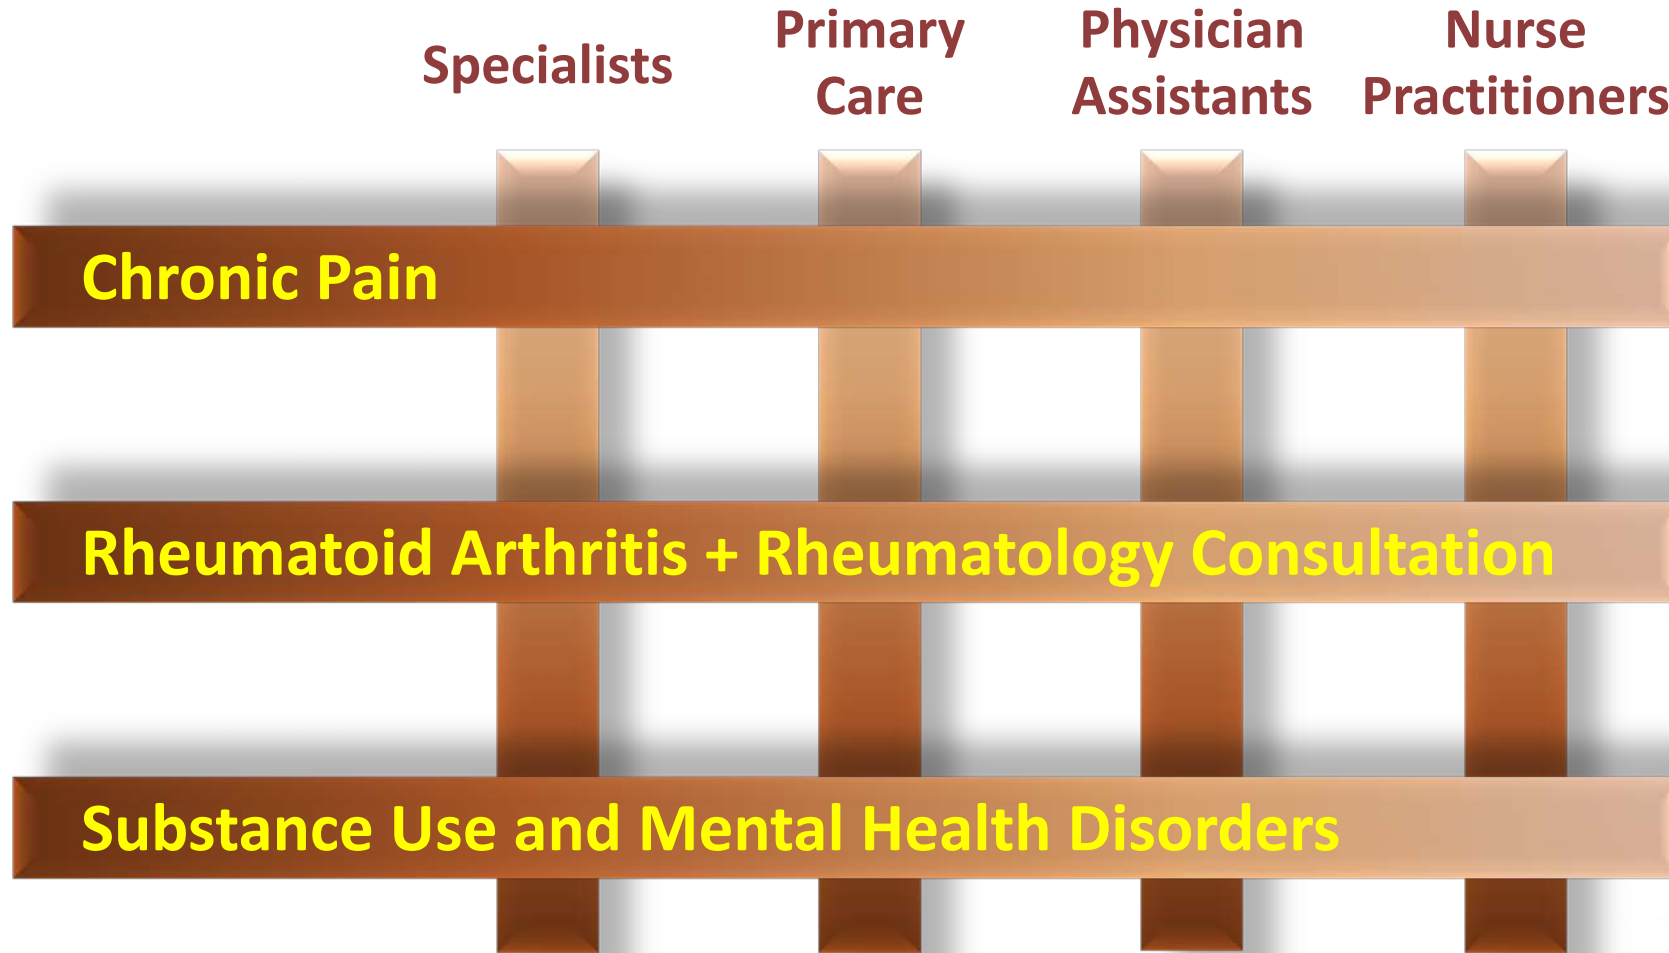 Specialists
Primary
Care
Physician
Assistants
Nurse
Practitioners
Chronic Pain
Rheumatoid Arthritis + Rheumatology Consultation
Substance Use and Mental Health Disorders